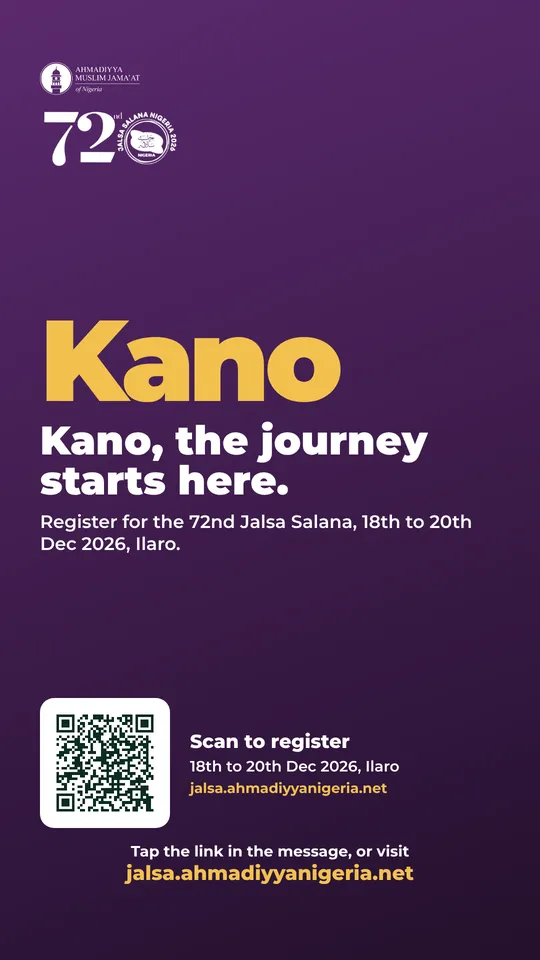 AHMADIYYA
MUSLIM JAMA'AT
of Nigeria
72nd
JALSA SALANA NIGERIA 2026
NIGERIA
Kano
Kano, the journey
starts here.
Register for the 72nd Jalsa Salana, 18th to 20th
Dec 2026, Ilaro.
Scan to register
18th to 20th Dec 2026, Ilaro
jalsa.ahmadiyyanigeria.net
Tap the link in the message, or visit
jalsa.ahmadiyyanigeria.net